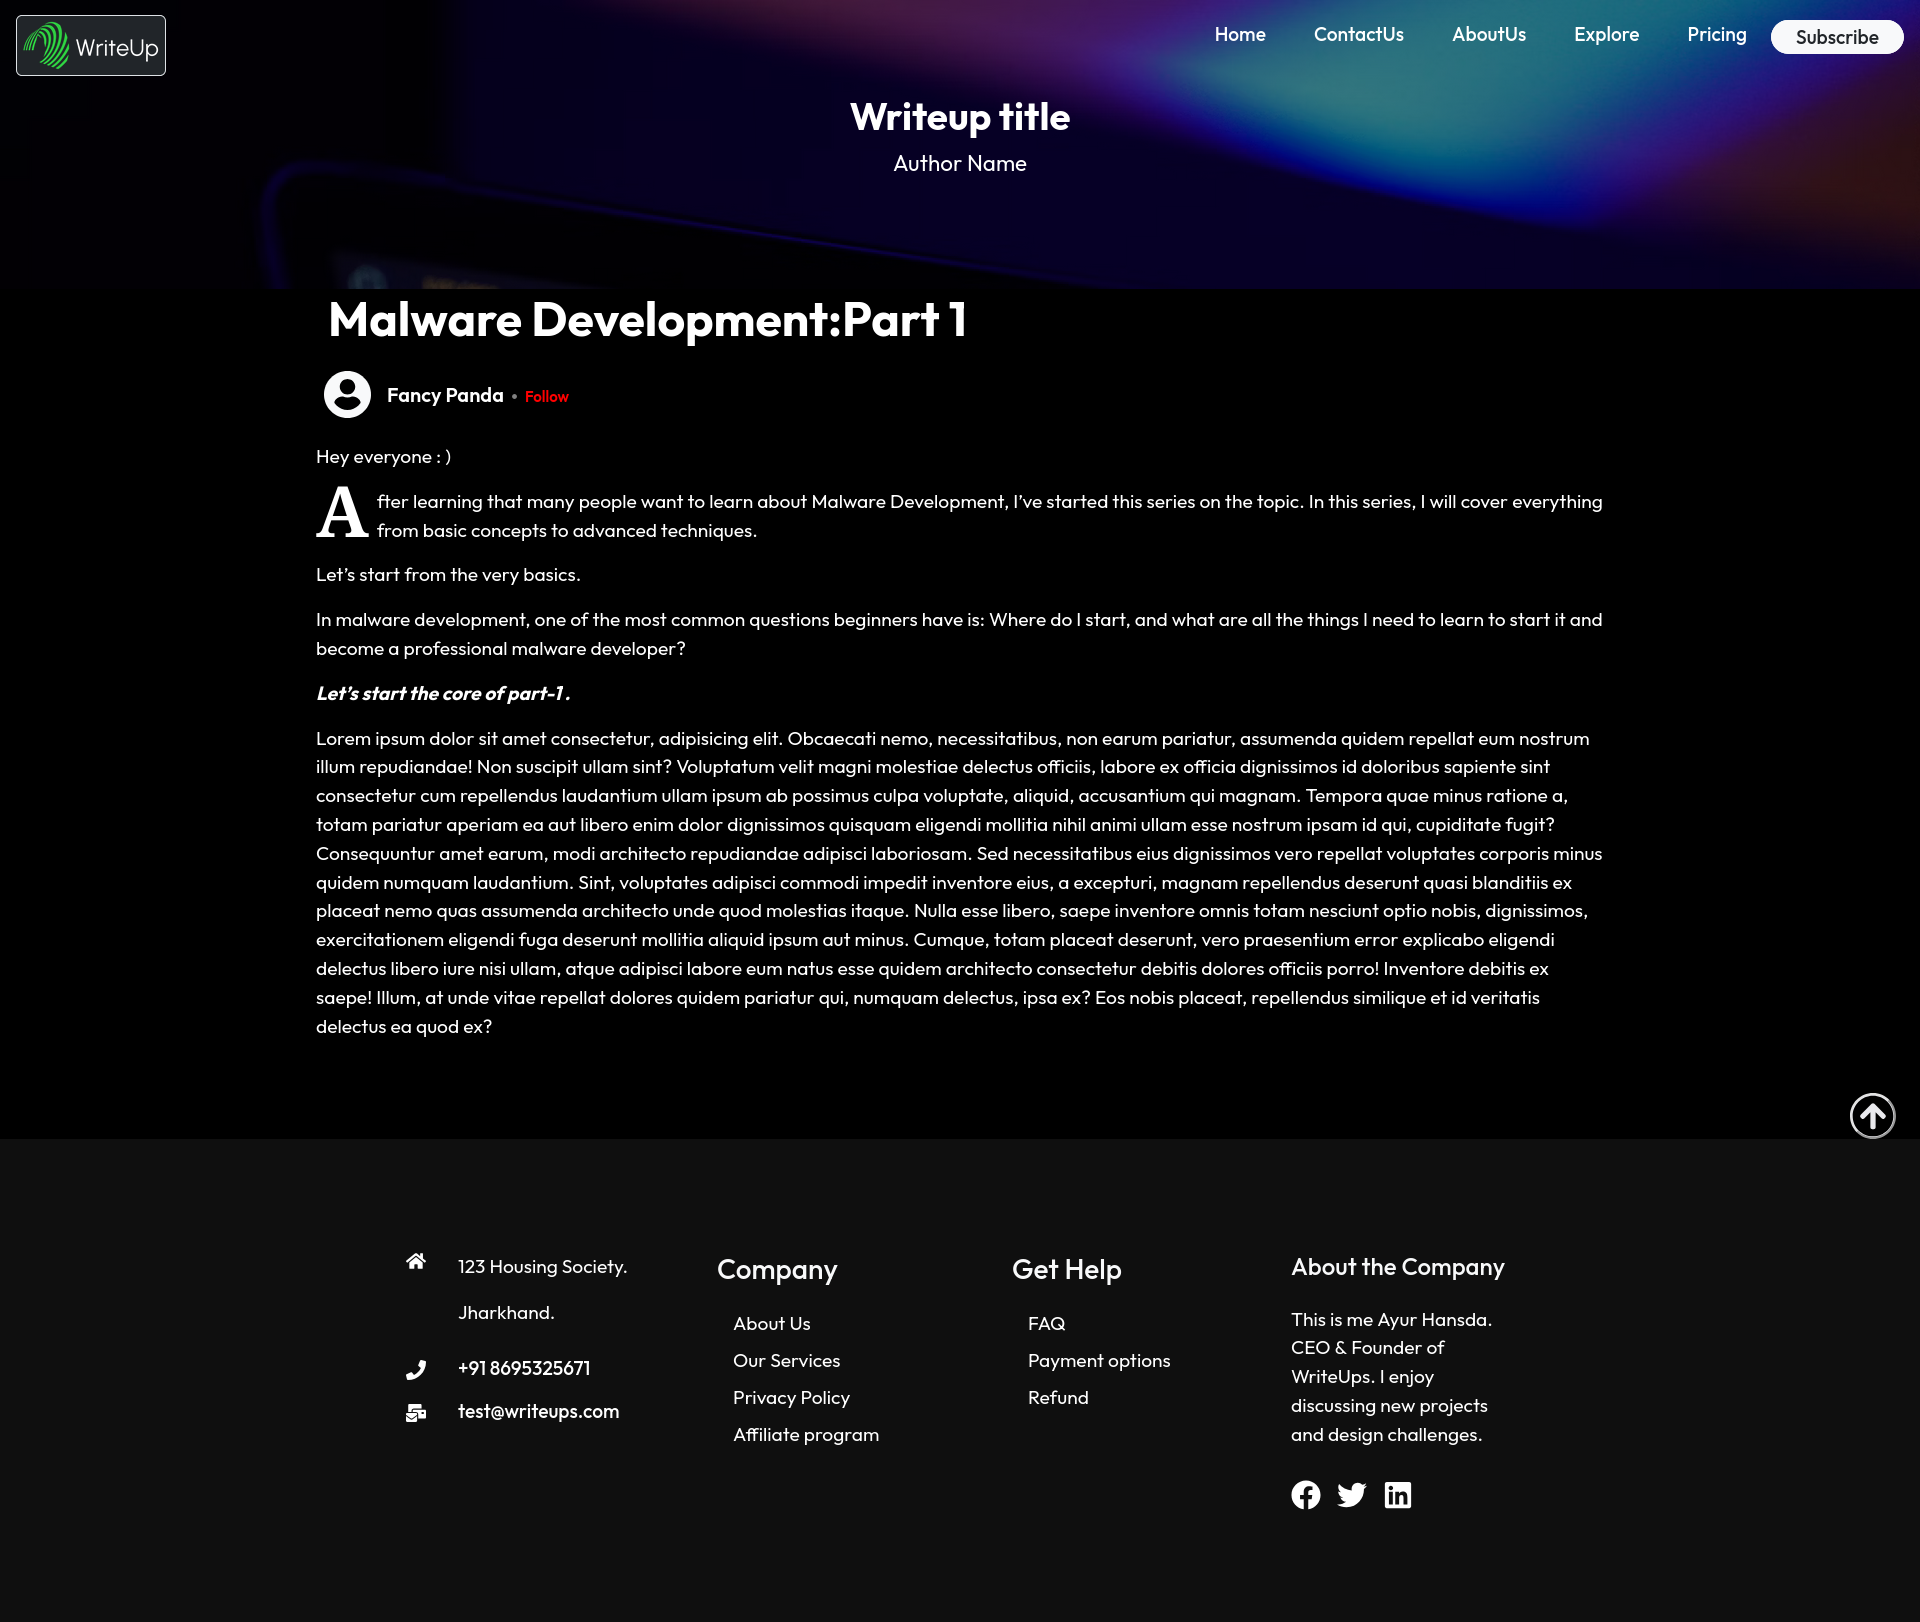 WriteUp
Home ContactUs AboutUs Explore Pricing Subscribe
Writeup title
Author Name
Malware Development:Part 1
Fancy Panda • Follow
Hey everyone : )
After learning that many people want to learn about Malware Development, I’ve started this series on the topic. In this series, I will cover everything
from basic concepts to advanced techniques.
Let’s start from the very basics.
In malware development, one of the most common questions beginners have is: Where do I start, and what are all the things I need to learn to start it and
become a professional malware developer?
Let’s start the core of part-1 .
Lorem ipsum dolor sit amet consectetur, adipisicing elit. Obcaecati nemo, necessitatibus, non earum pariatur, assumenda quidem repellat eum nostrum
illum repudiandae! Non suscipit ullam sint? Voluptatum velit magni molestiae delectus officiis, labore ex officia dignissimos id doloribus sapiente sint
consectetur cum repellendus laudantium ullam ipsum ab possimus culpa voluptate, aliquid, accusantium qui magnam. Tempora quae minus ratione a,
totam pariatur aperiam ea aut libero enim dolor dignissimos quisquam eligendi mollitia nihil animi ullam esse nostrum ipsam id qui, cupiditate fugit?
Consequuntur amet earum, modi architecto repudiandae adipisci laboriosam. Sed necessitatibus eius dignissimos vero repellat voluptates corporis minus
quidem numquam laudantium. Sint, voluptates adipisci commodi impedit inventore eius, a excepturi, magnam repellendus deserunt quasi blanditiis ex
placeat nemo quas assumenda architecto unde quod molestias itaque. Nulla esse libero, saepe inventore omnis totam nesciunt optio nobis, dignissimos,
exercitationem eligendi fuga deserunt mollitia aliquid ipsum aut minus. Cumque, totam placeat deserunt, vero praesentium error explicabo eligendi
delectus libero iure nisi ullam, atque adipisci labore eum natus esse quidem architecto consectetur debitis dolores officiis porro! Inventore debitis ex
saepe! Illum, at unde vitae repellat dolores quidem pariatur qui, numquam delectus, ipsa ex? Eos nobis placeat, repellendus similique et id veritatis
delectus ea quod ex?
123 Housing Society.
Jharkhand.
+91 8695325671
test@writeups.com
Company
About Us
Our Services
Privacy Policy
Affiliate program
Get Help
FAQ
Payment options
Refund
About the Company
This is me Ayur Hansda.
CEO & Founder of
WriteUps. I enjoy
discussing new projects
and design challenges.